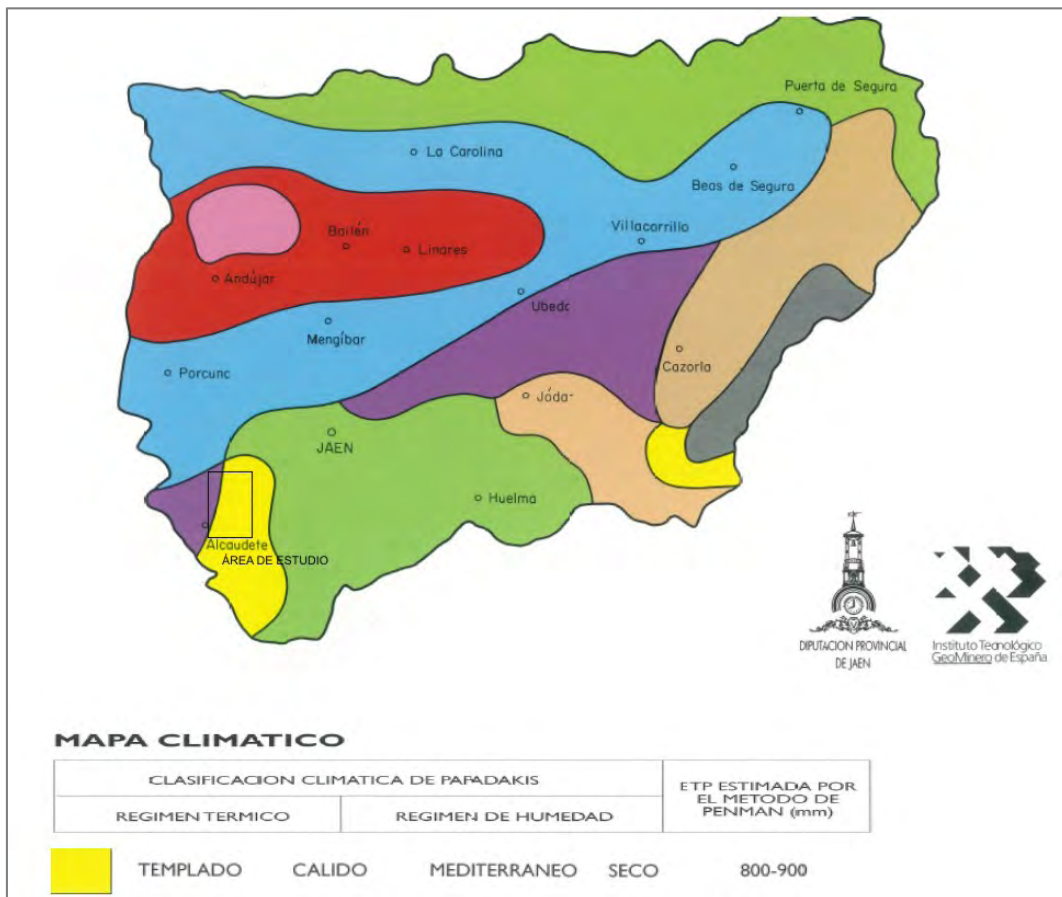 Puerta de Segura
La Carolina
Beas de Segura
Villacarrillo
Bailén
Linares
Andújar
Ubeda
Mengíbar
Cazorla
Porcunc
Jóda-
JAEN
Huelma
Alcaudete
ÁREA DE ESTUDIO
DIPUTACION PROVINCIAL
DE JAEN
Instituto Tecnológico
GeoMinero de España
MAPA CLIMATICO
CLASIFICACION CLIMATICA DE PAPADAKIS
ETP ESTIMADA POR
EL METODO DE
PENMAN (mm)
REGIMEN TERMICO REGIMEN DE HUMEDAD
TEMPLADO CALIDO MEDITERRANEO SECO 800-900